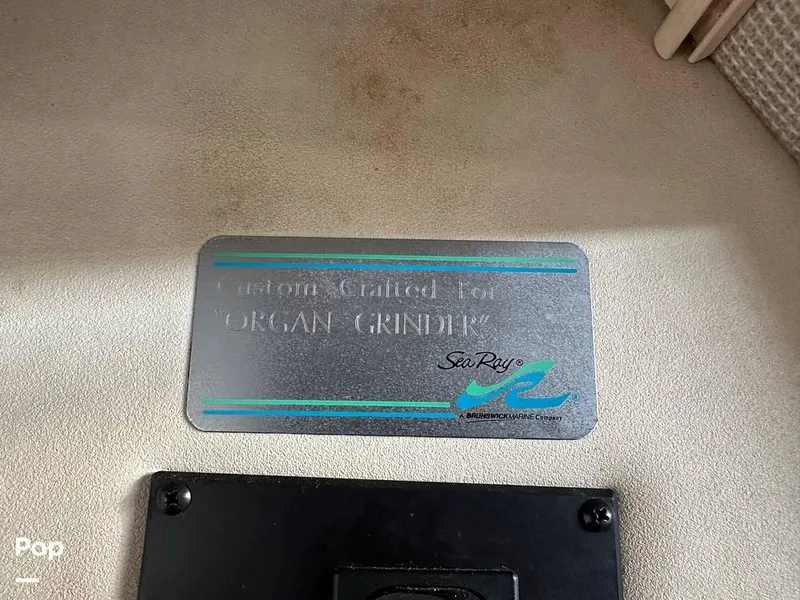 Custom Crafted For
"ORGAN GRINDER"
Sea Ray®
A BRUNSWICK MARINE Company
Pop